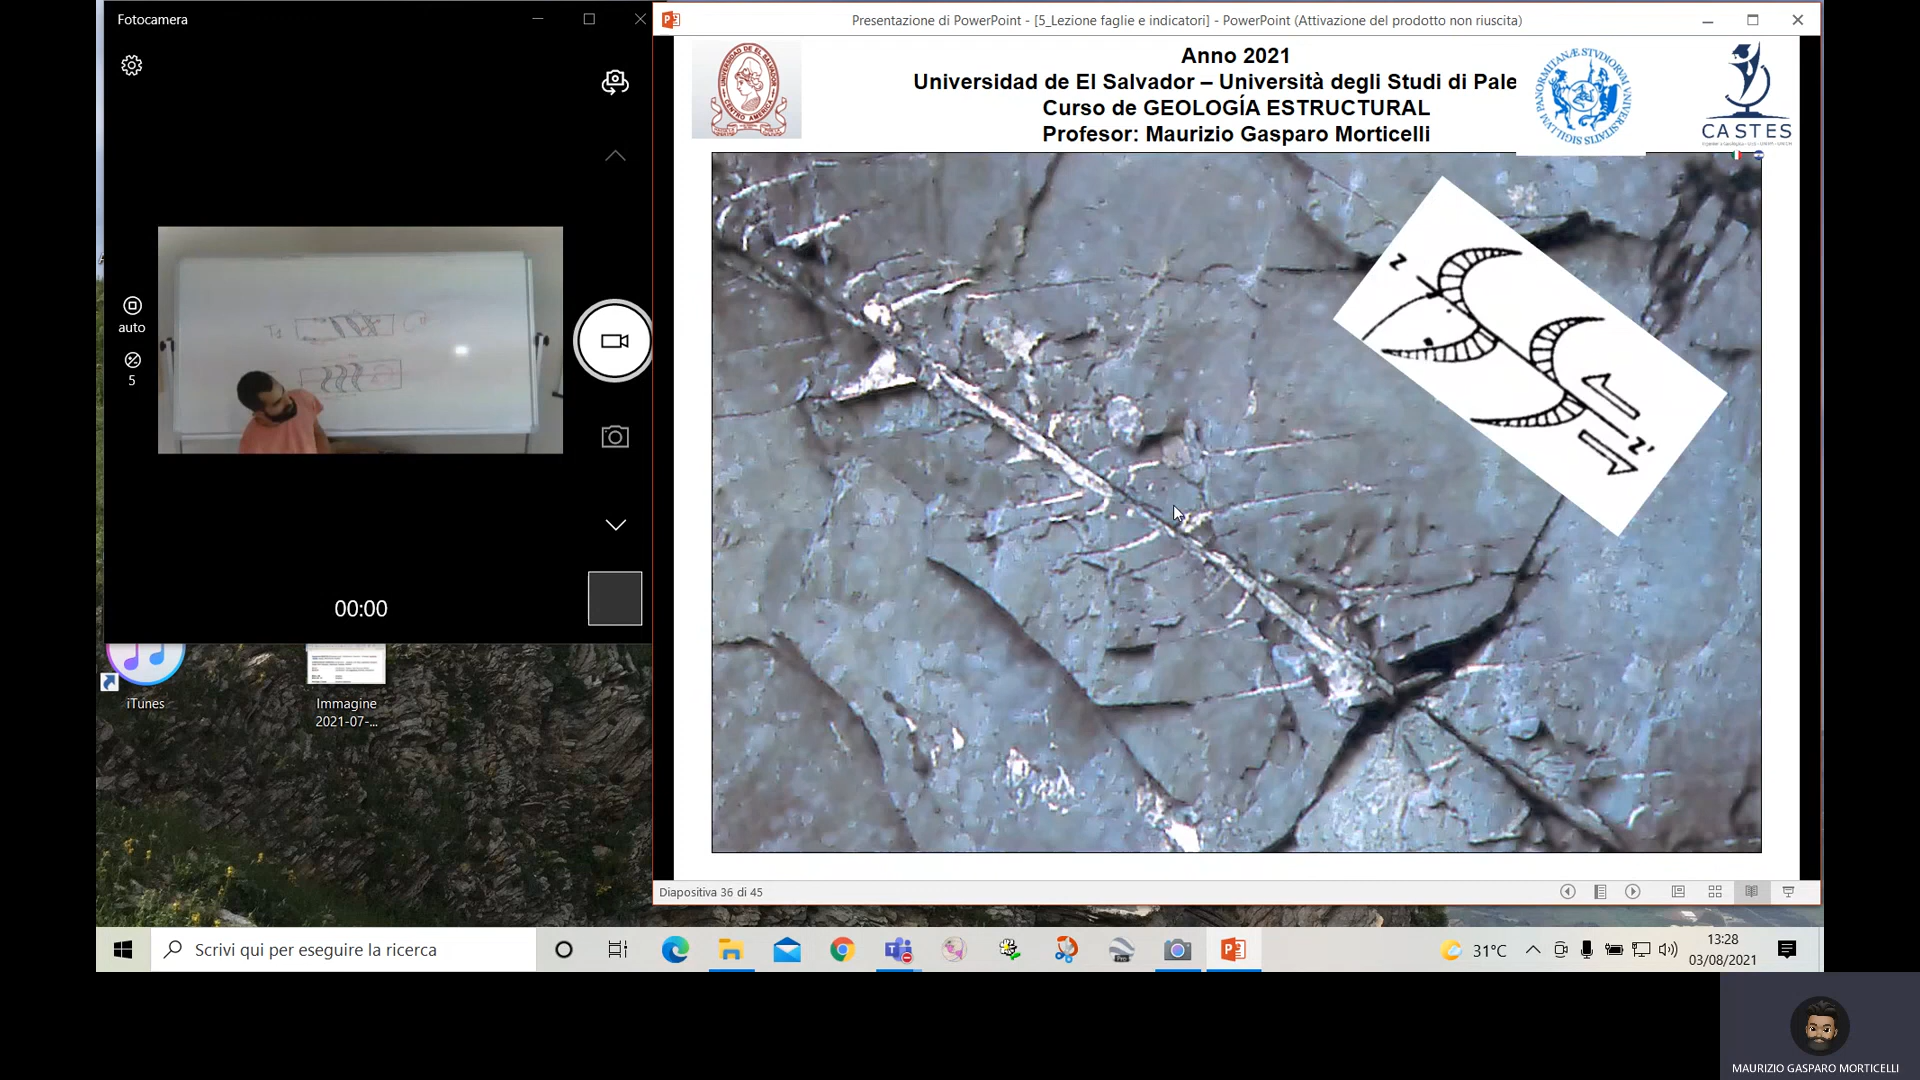 Fotocamera
auto
5
00:00
iTunes
Immagine
2021-07-...
Presentazione di PowerPoint - [5_Lezione faglie e indicatori] - PowerPoint (Attivazione del prodotto non riuscita)
Anno 2021
Universidad de El Salvador – Università degli Studi di Pale
Curso de GEOLOGÍA ESTRUCTURAL
Profesor: Maurizio Gasparo Morticelli
CASTES
z
z'
Diapositiva 36 di 45
Scrivi qui per eseguire la ricerca
31°C
13:28
03/08/2021
MAURIZIO GASPARO MORTICELLI